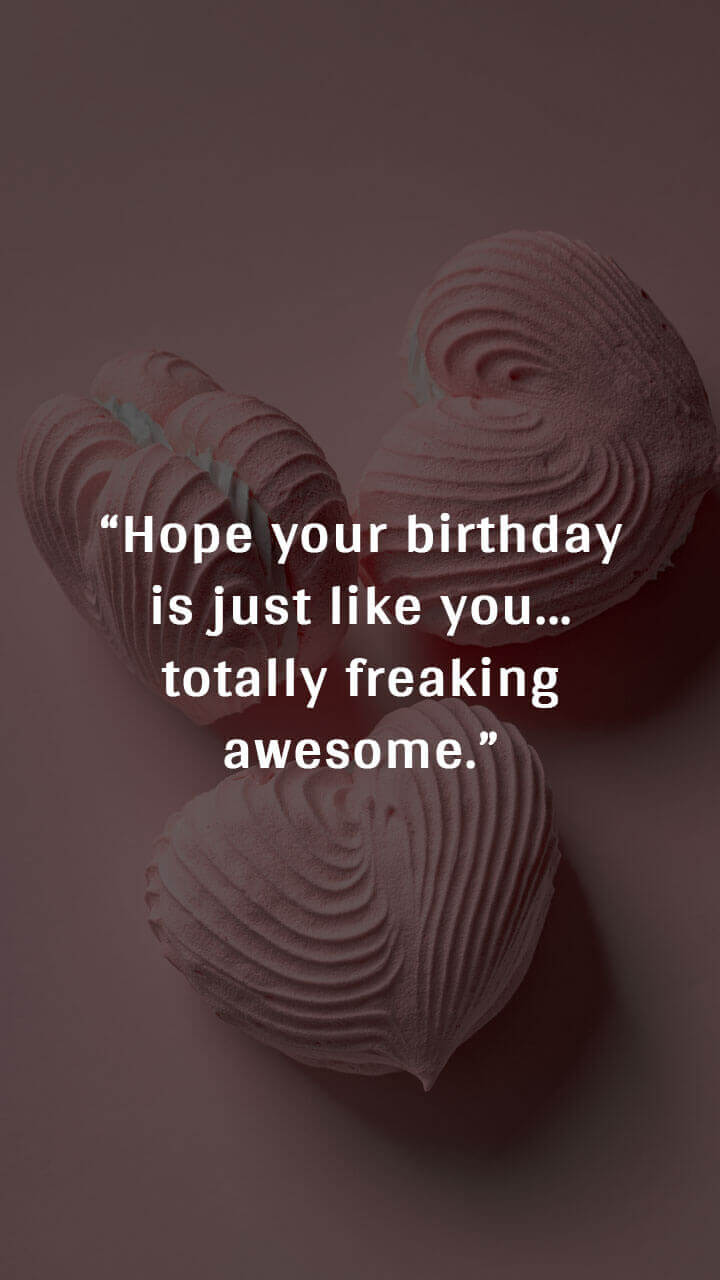 “Hope your birthday
is just like you...
totally freaking
awesome.”